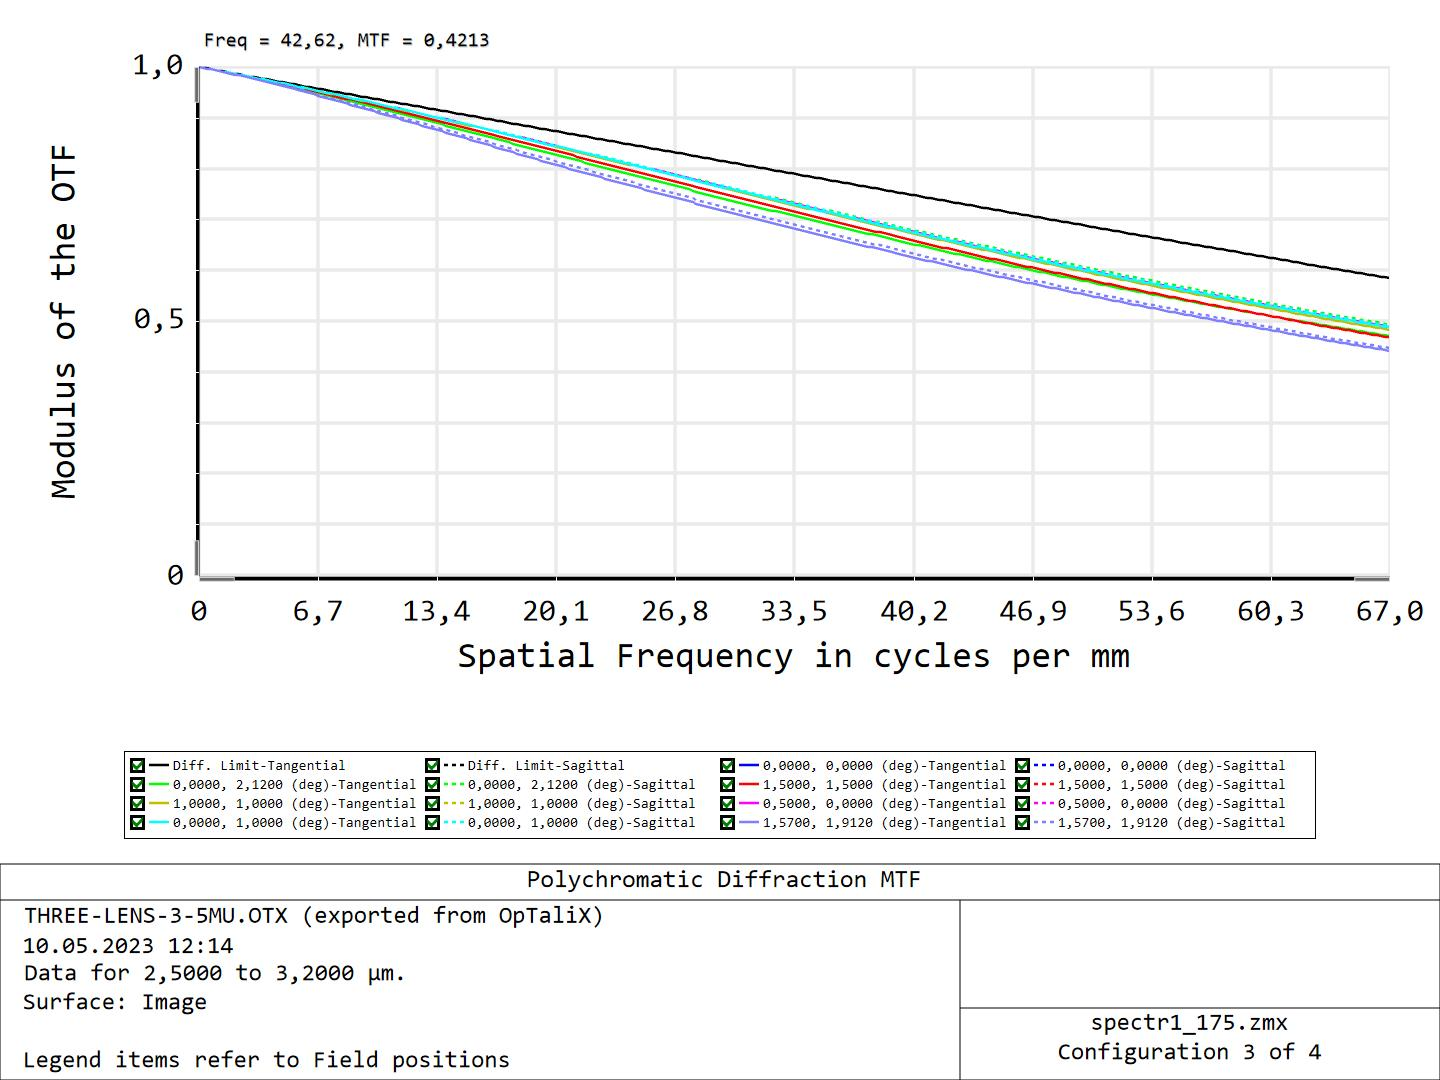 Freq = 42,62, MTF = 0,4213
1,0
0,5
0
Modulus of the OTF
0 6,7 13,4 20,1 26,8 33,5 40,2 46,9 53,6 60,3 67,0
Spatial Frequency in cycles per mm
Diff. Limit-Tangential Diff. Limit-Sagittal 0,0000, 0,0000 (deg)-Tangential 0,0000, 0,0000 (deg)-Sagittal
0,0000, 2,1200 (deg)-Tangential 0,0000, 2,1200 (deg)-Sagittal 1,5000, 1,5000 (deg)-Tangential 1,5000, 1,5000 (deg)-Sagittal
1,0000, 1,0000 (deg)-Tangential 1,0000, 1,0000 (deg)-Sagittal 0,5000, 0,0000 (deg)-Tangential 0,5000, 0,0000 (deg)-Sagittal
0,0000, 1,0000 (deg)-Tangential 0,0000, 1,0000 (deg)-Sagittal 1,5700, 1,9120 (deg)-Tangential 1,5700, 1,9120 (deg)-Sagittal
Polychromatic Diffraction MTF
THREE-LENS-3-5MU.OTX (exported from OpTaliX)
10.05.2023 12:14
Data for 2,5000 to 3,2000 µm.
Surface: Image
Legend items refer to Field positions
spectr1_175.zmx
Configuration 3 of 4